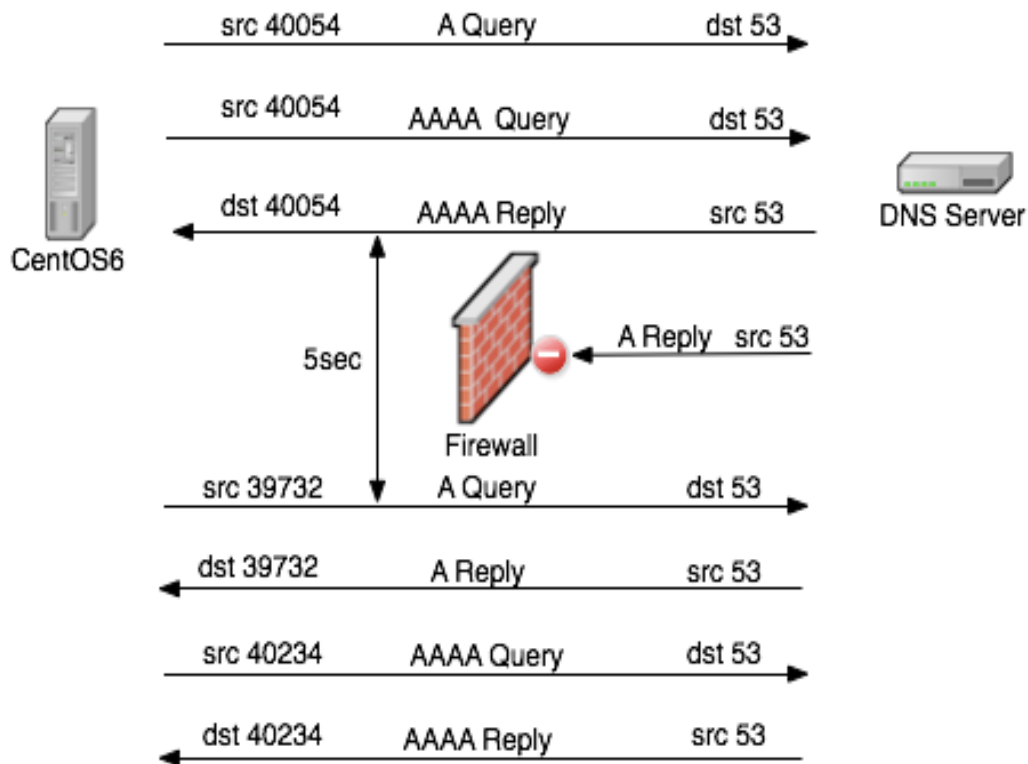 src 40054 A Query dst 53
src 40054 AAAA Query dst 53
dst 40054 AAAA Reply src 53
CentOS6
DNS Server
A Reply src 53
5sec
Firewall
src 39732 A Query dst 53
dst 39732 A Reply src 53
src 40234 AAAA Query dst 53
dst 40234 AAAA Reply src 53